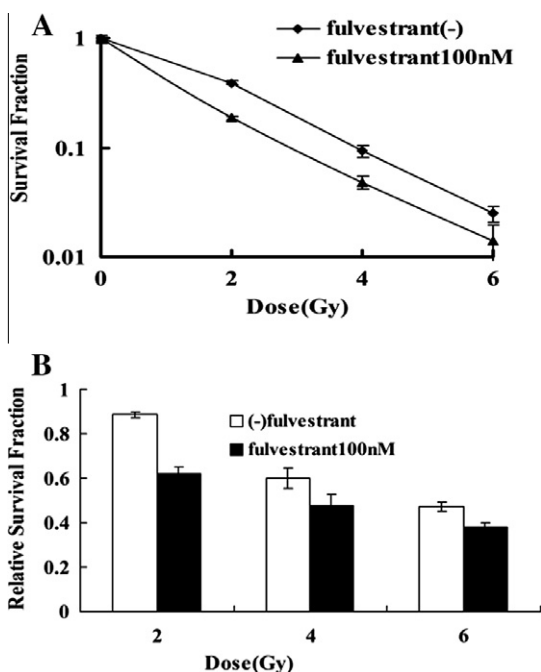 A
fulvestrant(-)
fulvestrant100nM
1
0.1
0.01
Survival Fraction
0
2
4
6
Dose(Gy)
B
(-)fulvestrant
fulvestrant100nM
1
0.8
0.6
0.4
0.2
0
Relative Survival Fraction
2
4
6
Dose(Gy)